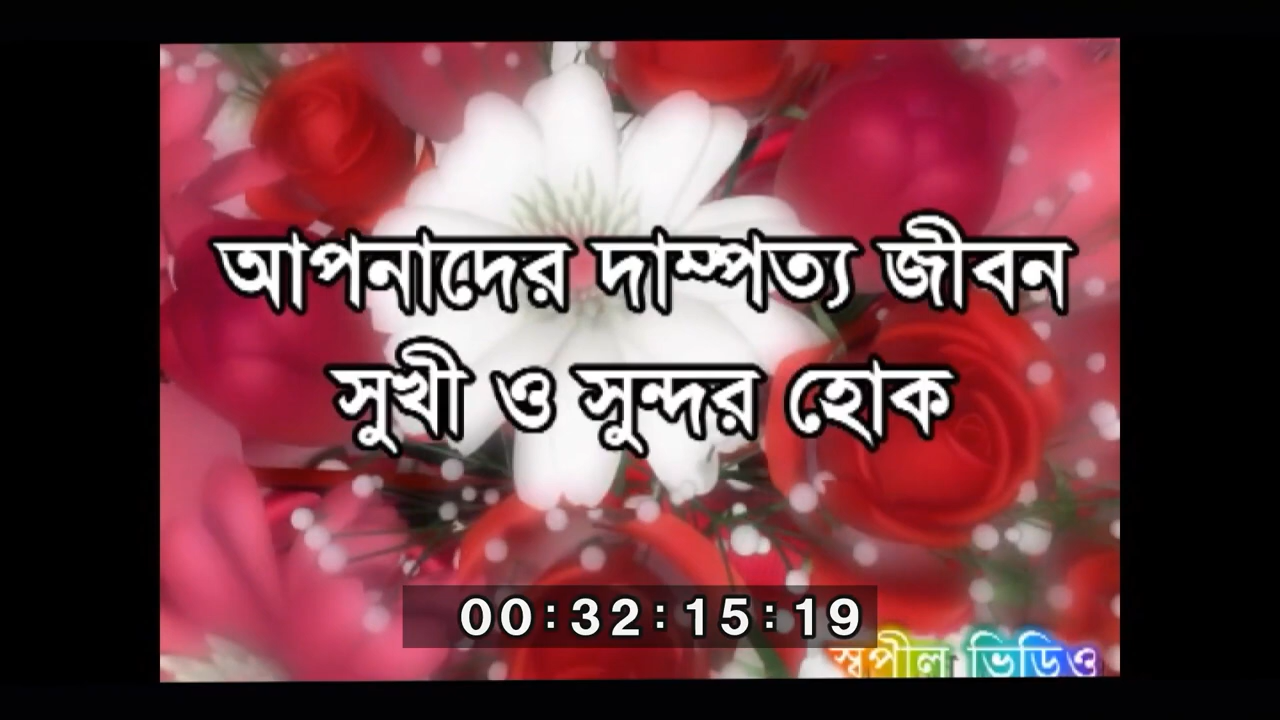 আপনাদের দাম্পত্য জীবন
সুখী ও সুন্দর হোক
00:32:15:19
স্বপীল ভিডিও